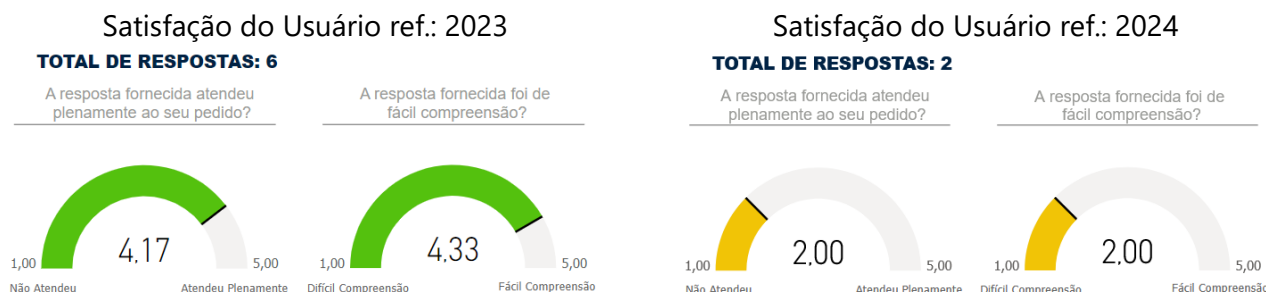 Satisfação do Usuário ref.: 2023
TOTAL DE RESPOSTAS: 6
A resposta fornecida atendeu
plenamente ao seu pedido?
A resposta fornecida foi de
fácil compreensão?
4,17
1,00
5,00
Não Atendeu
Atendeu Plenamente
4,33
1,00
5,00
Difícil Compreensão
Fácil Compreensão
Satisfação do Usuário ref.: 2024
TOTAL DE RESPOSTAS: 2
A resposta fornecida atendeu
plenamente ao seu pedido?
A resposta fornecida foi de
fácil compreensão?
2,00
1,00
5,00
Não Atendeu
Atendeu Plenamente
2,00
1,00
5,00
Difícil Compreensão
Fácil Compreensão